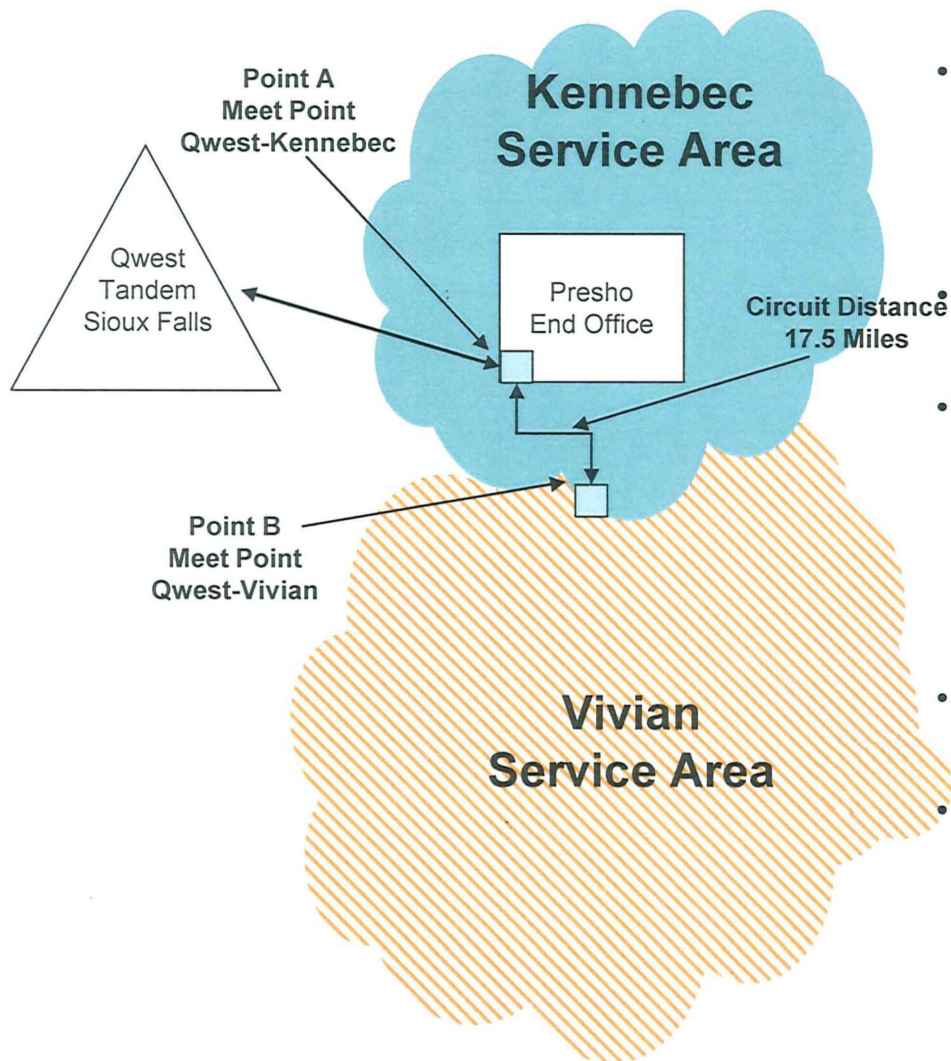 Point A
Meet Point
Qwest-Kennebec
Kennebec
Service Area
Qwest
Tandem
Sioux Falls
Presho
End Office
Circuit Distance
17.5 Miles
Point B
Meet Point
Qwest-Vivian
Vivian
Service Area